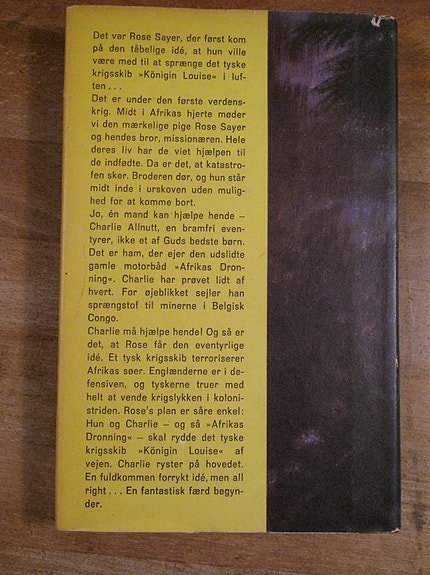 Det var Rose Sayer, der først kom
på den tåbelige idé, at hun ville
være med til at sprænge det tyske
krigsskib »Königin Louise« i luf-
ten . . .
Det er under den første verdens-
krig. Midt i Afrikas hjerte møder
vi den mærkelige pige Rose Sayer
og hendes bror, missionæren. Hele
deres liv har de viet hjælpen til
de indfødte. Da er det, at katastro-
fen sker. Broderen dør, og hun står
midt inde i urskoven uden mulig-
hed for at komme bort.
Jo, én mand kan hjælpe hende –
Charlie Allnutt, en bramfri even-
tyrer, ikke et af Guds bedste børn.
Det er ham, der ejer den udslidte
gamle motorbåd »Afrikas Dron-
ning«. Charlie har prøvet lidt af
hvert. For øjeblikket sejler han
sprængstof til minerne i Belgisk
Congo.
Charlie må hjælpe hende! Og så er
det, at Rose får den eventyrlige
idé. Et tysk krigsskib terroriserer
Afrikas søer. Englænderne er i de-
fensiven, og tyskerne truer med
helt at vende krigslykken i koloni-
striden. Rose's plan er såre enkel:
Hun og Charlie – og så »Afrikas
Dronning« – skal rydde det tyske
krigsskib »Königin Louise« af
vejen. Charlie ryster på hovedet.
En fuldkommen forrykt idé, men all
right . . . En fantastisk færd begyn-
der.